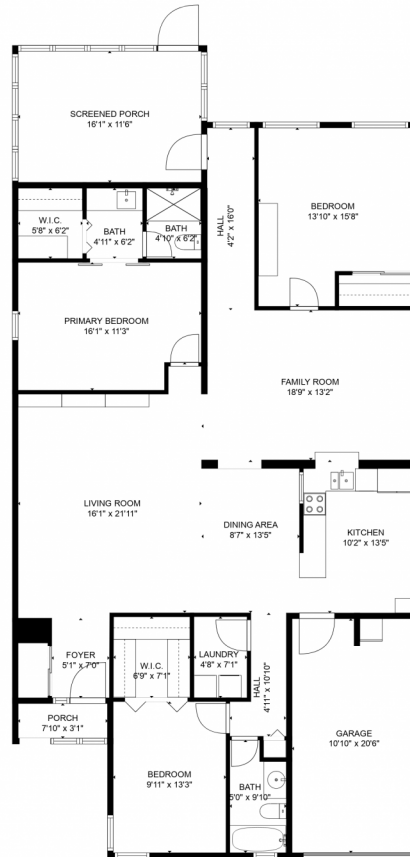 SCREENED PORCH
16'1" x 11'6"
W.I.C.
5'8" x 6'2"
BATH
4'11" x 6'2"
BATH
4'10" x 6'2"
HALL
4'2" x 16'0"
BEDROOM
13'10" x 15'8"
PRIMARY BEDROOM
16'1" x 11'3"
FAMILY ROOM
18'9" x 13'2"
LIVING ROOM
16'1" x 21'11"
DINING AREA
8'7" x 13'5"
KITCHEN
10'2" x 13'5"
FOYER
5'1" x 7'0"
W.I.C.
6'9" x 7'1"
LAUNDRY
4'8" x 7'1"
HALL
4'11" x 10'10"
PORCH
7'10" x 3'1"
GARAGE
10'10" x 20'6"
BEDROOM
9'11" x 13'3"
BATH
5'0" x 9'10"